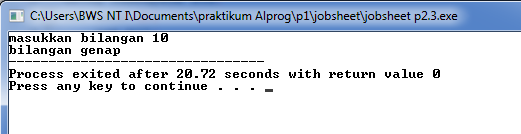 C:\Users\BWS NT I\Documents\praktikum Alprog\p1\jobsheet\jobsheet p2.3.exe
masukkan bilangan 10
bilangan genap
--------------------------------
Process exited after 20.72 seconds with return value 0
Press any key to continue . . . _